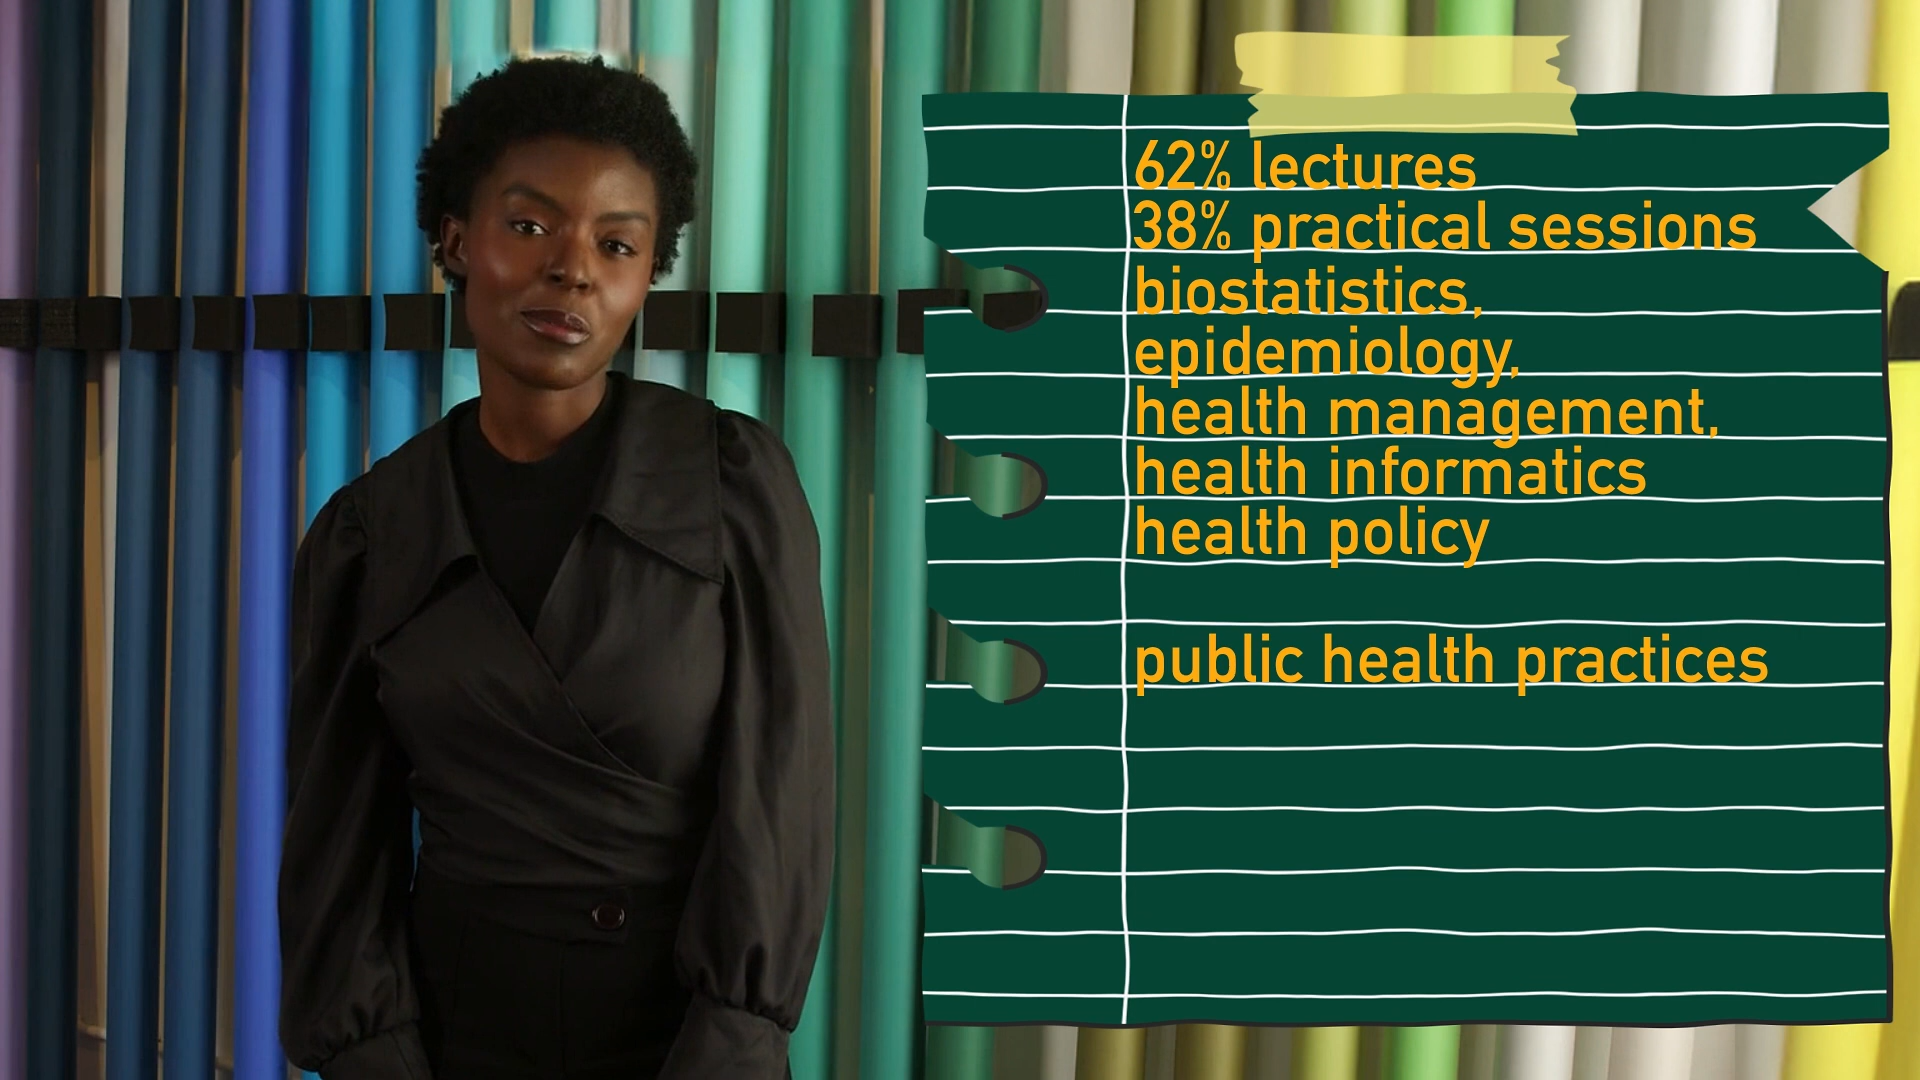 62% lectures
38% practical sessions
biostatistics,
epidemiology,
health management,
health informatics
health policy
public health practices